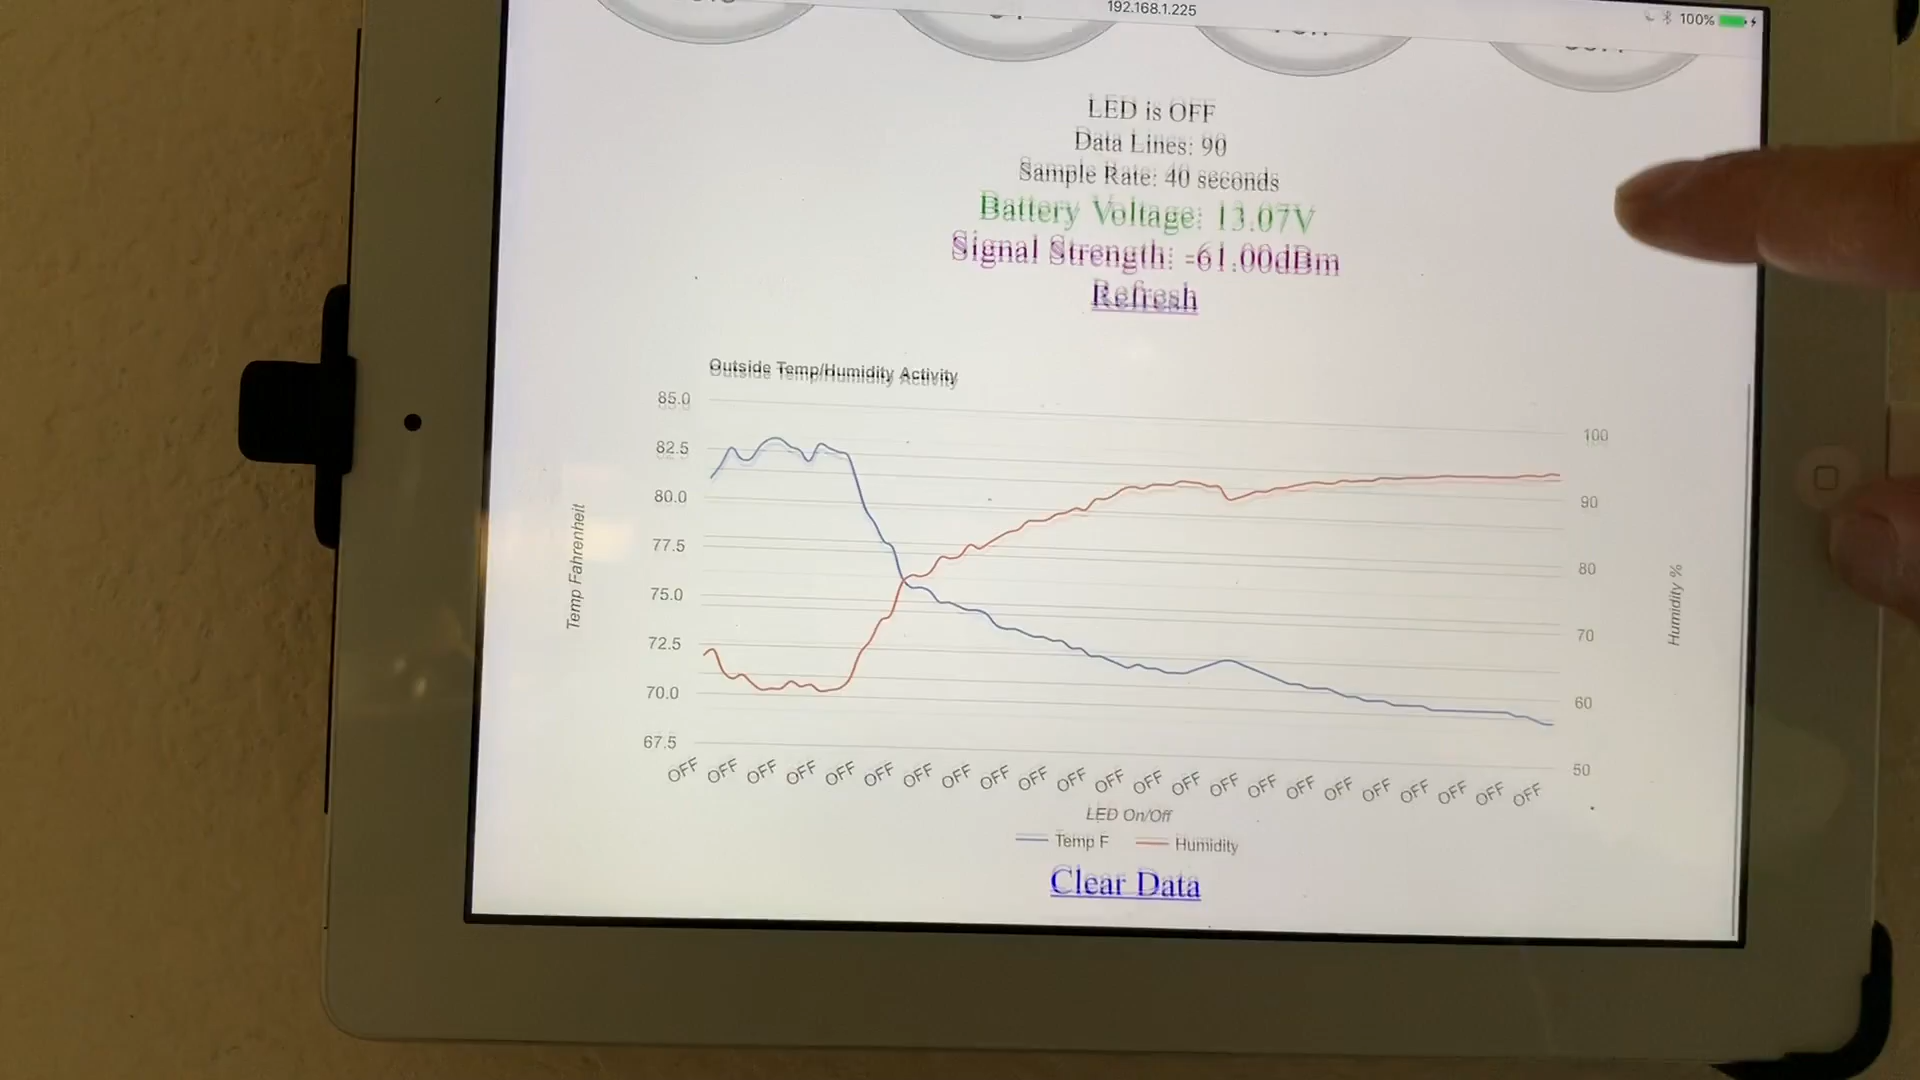 192.168.1.225
100%
LED is OFF
Data Lines: 90
Sample Rate: 40 seconds
Battery Voltage: 13.07V
Signal Strength: -61.00dBm
Refresh
Outside Temp/Humidity Activity
85.0
82.5
80.0
77.5
75.0
72.5
70.0
67.5
Temp Fahrenheit
100
90
80
70
60
50
Humidity %
OFF OFF OFF OFF OFF OFF OFF OFF OFF OFF OFF OFF OFF OFF OFF OFF OFF OFF OFF OFF OFF OFF OFF
LED On/Off
Temp F Humidity
Clear Data